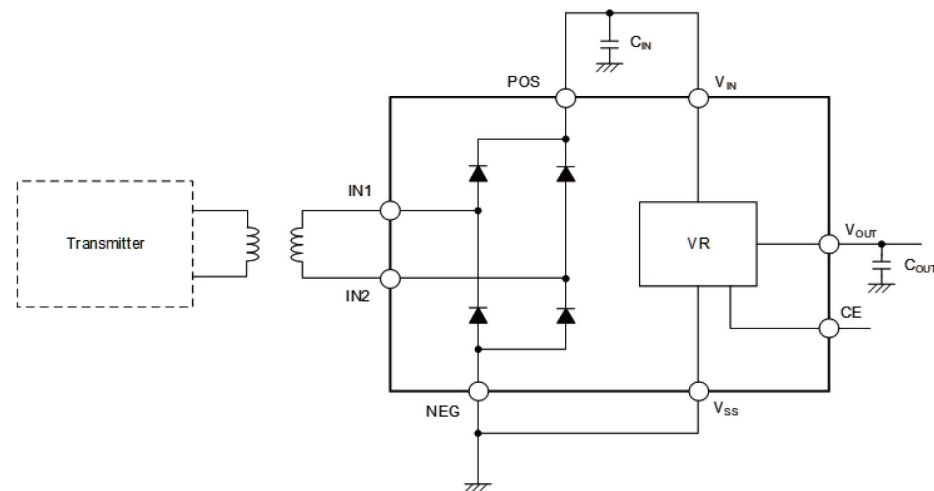 C_IN
POS
V_IN
IN1
Transmitter
VR
V_OUT
C_OUT
IN2
CE
NEG
V_SS